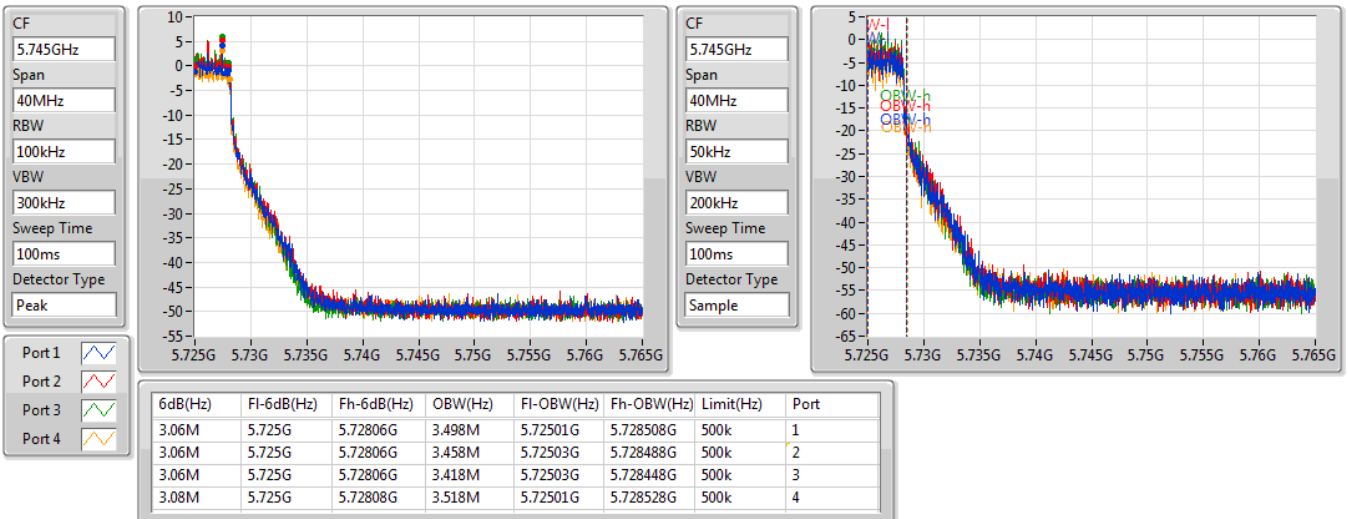 CF
5.745GHz
Span
40MHz
RBW
100kHz
VBW
300kHz
Sweep Time
100ms
Detector Type
Peak
10
5
0
-5
-10
-15
-20
-25
-30
-35
-40
-45
-50
-55
5.725G 5.73G 5.735G 5.74G 5.745G 5.75G 5.755G 5.76G 5.765G
CF
5.745GHz
Span
40MHz
RBW
50kHz
VBW
200kHz
Sweep Time
100ms
Detector Type
Sample
5
0
-5
-10
-15
-20
-25
-30
-35
-40
-45
-50
-55
-60
-65
W-l
OBW-h
OBW-h
OBW-h
OBW-h
5.725G 5.73G 5.735G 5.74G 5.745G 5.75G 5.755G 5.76G 5.765G
Port 1
Port 2
Port 3
Port 4
6dB(Hz) Fl-6dB(Hz) Fh-6dB(Hz) OBW(Hz) Fl-OBW(Hz) Fh-OBW(Hz) Limit(Hz) Port
3.06M 5.725G 5.72806G 3.498M 5.72501G 5.728508G 500k 1
3.06M 5.725G 5.72806G 3.458M 5.72503G 5.728488G 500k 2
3.06M 5.725G 5.72806G 3.418M 5.72503G 5.728448G 500k 3
3.08M 5.725G 5.72808G 3.518M 5.72501G 5.728528G 500k 4